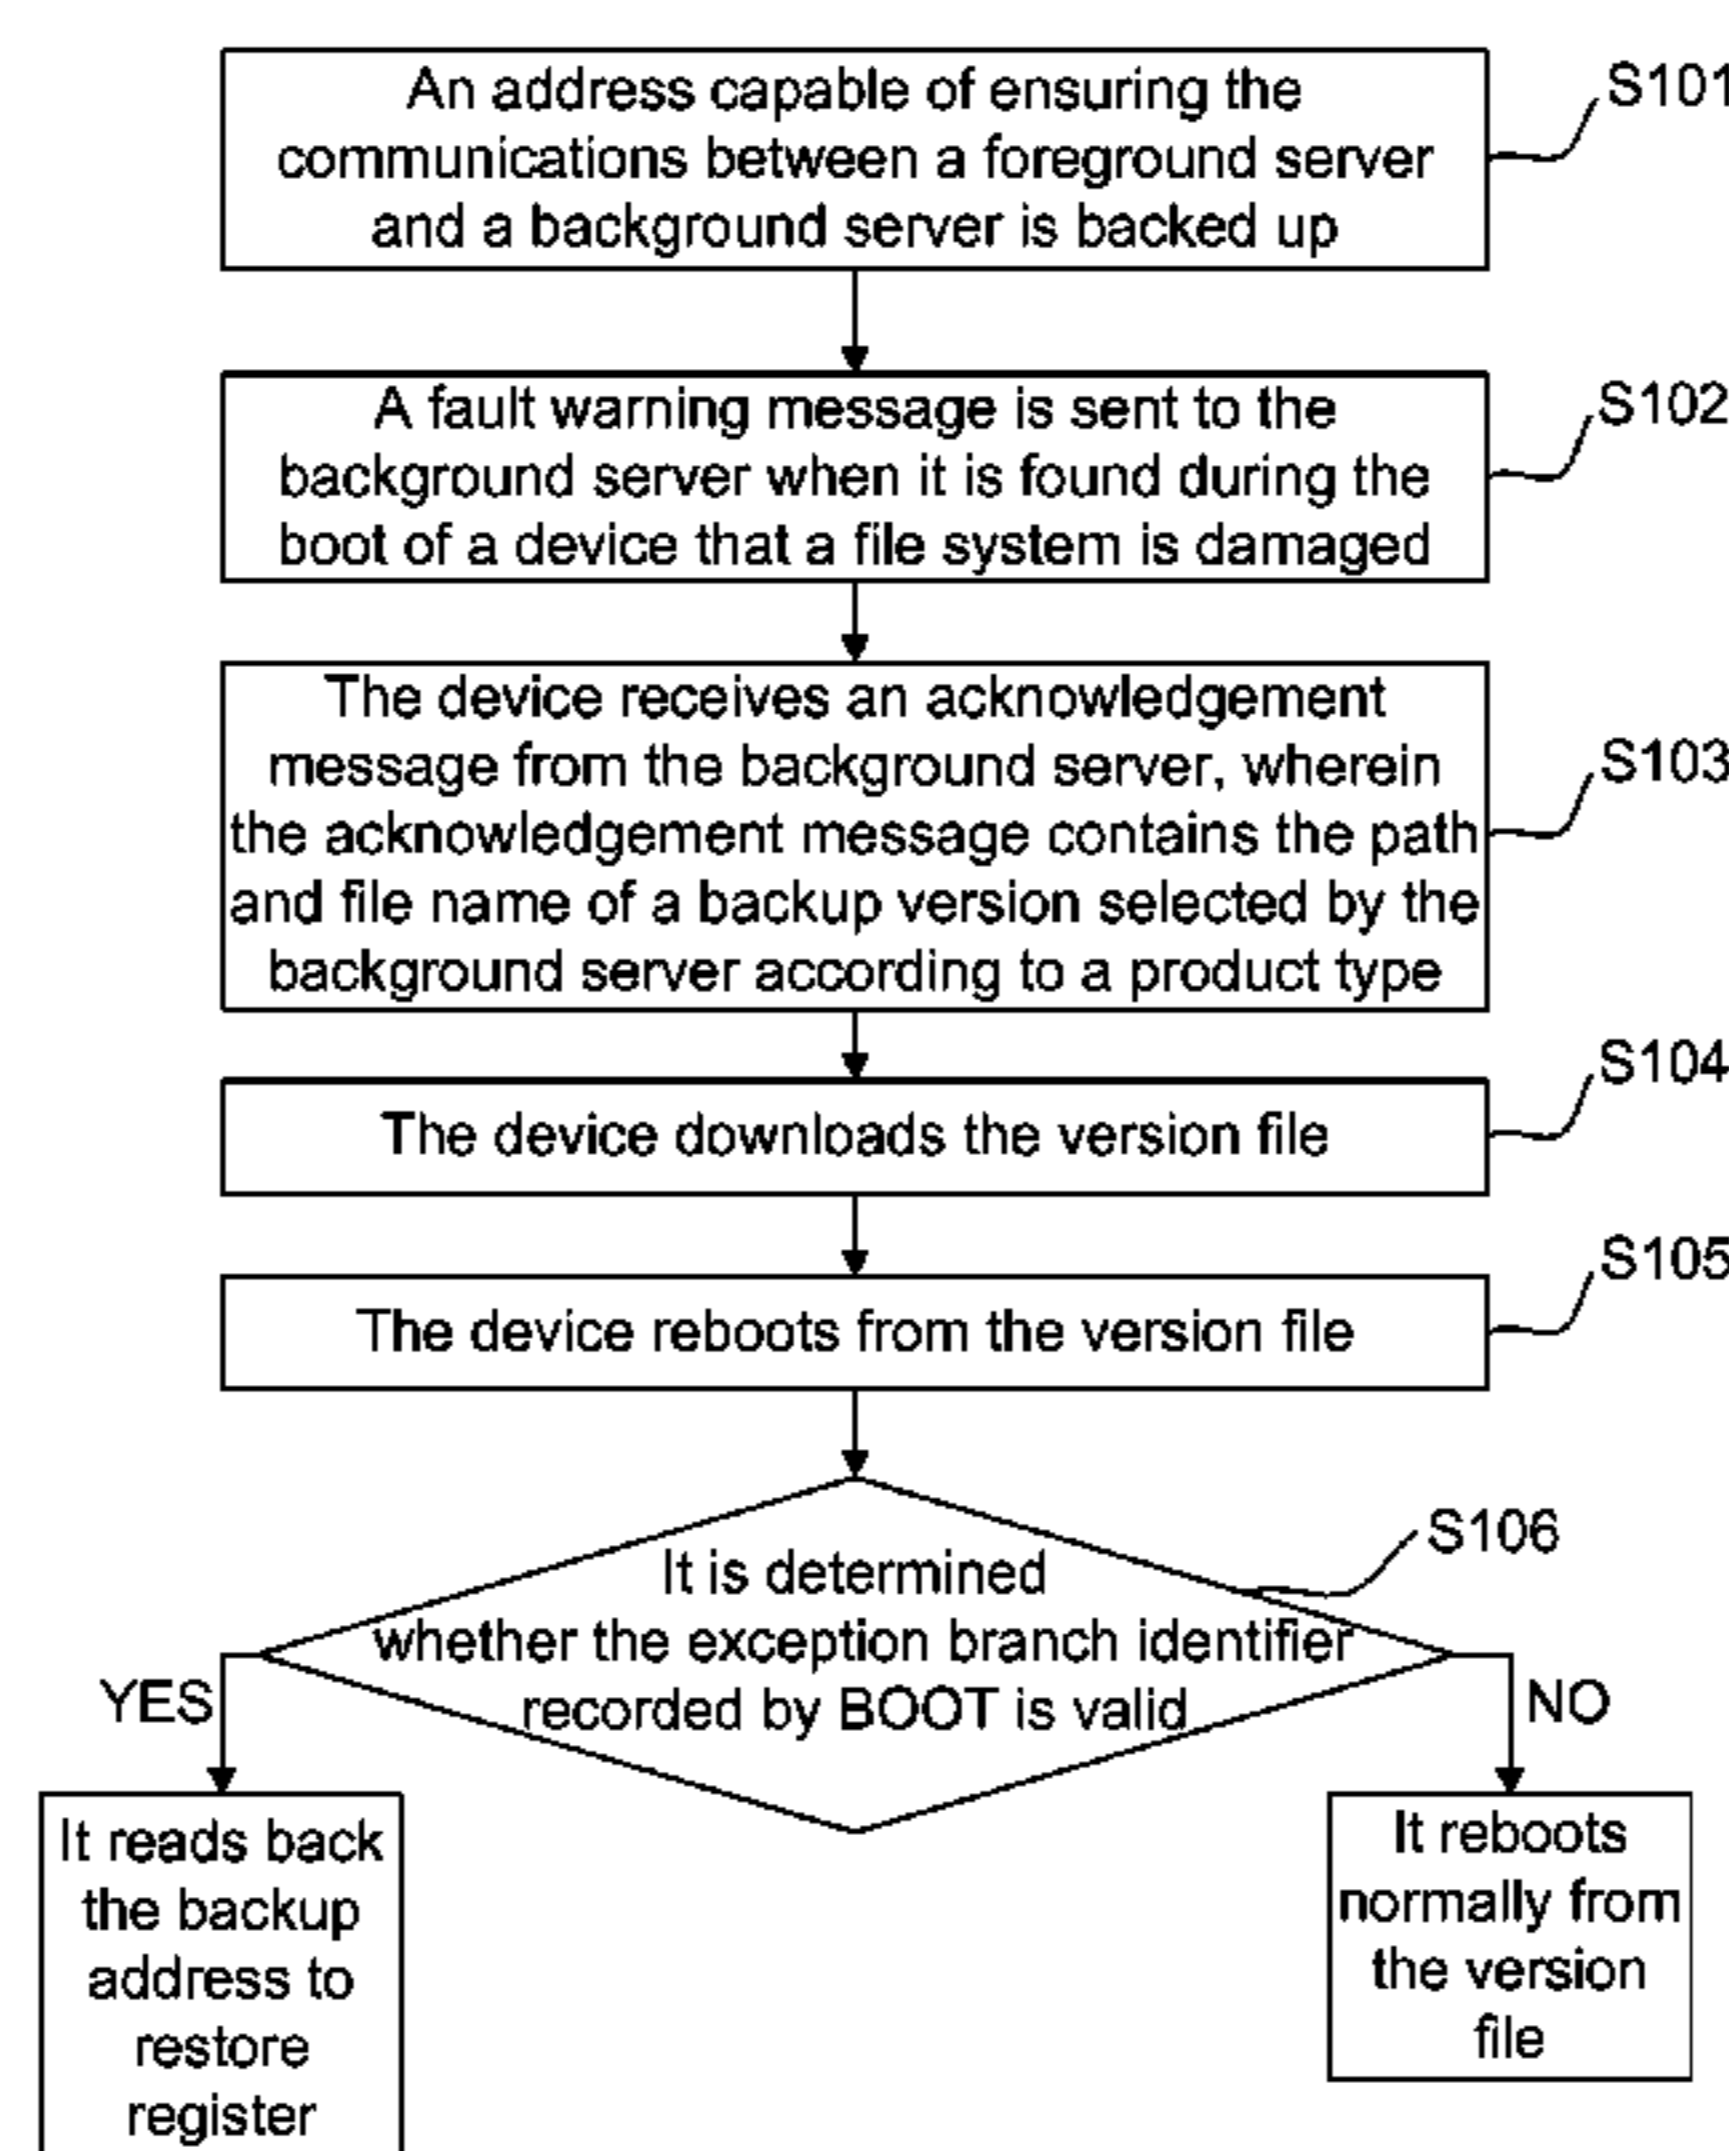 An address capable of ensuring the
communications between a foreground server
and a background server is backed up
S101
A fault warning message is sent to the
background server when it is found during the
boot of a device that a file system is damaged
S102
The device receives an acknowledgement
message from the background server, wherein
the acknowledgement message contains the path
and file name of a backup version selected by the
background server according to a product type
S103
The device downloads the version file
S104
The device reboots from the version file
S105
It is determined
whether the exception branch identifier
recorded by BOOT is valid
S106
YES
NO
It reads back
the backup
address to
restore
register
It reboots
normally from
the version
file